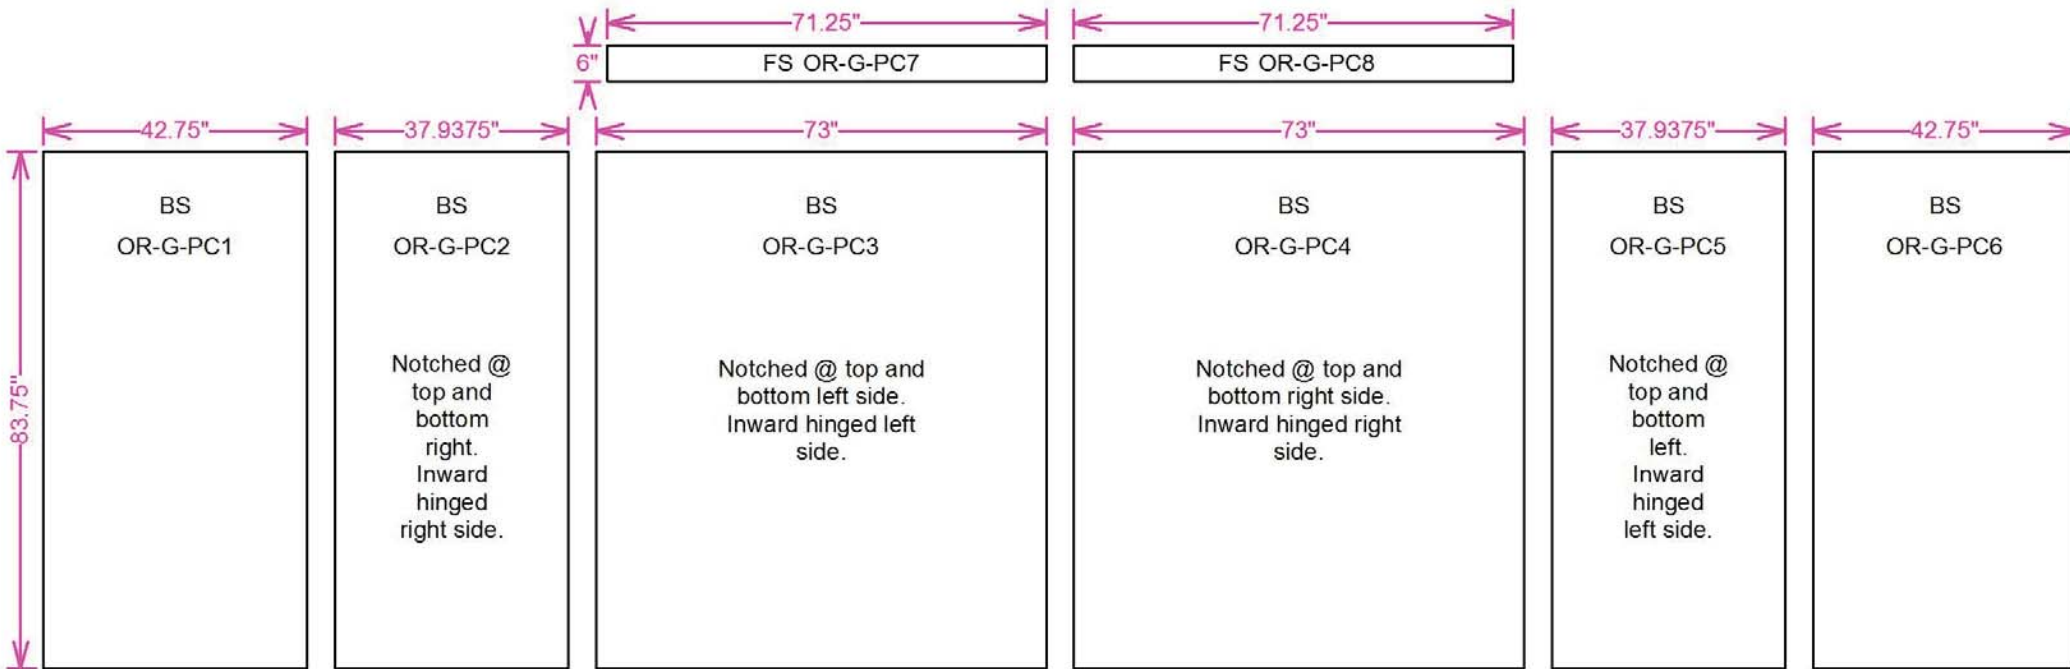 71.25"
71.25"
6"
FS OR-G-PC7
FS OR-G-PC8
42.75"
37.9375"
73"
73"
37.9375"
42.75"
83.75"
BS
OR-G-PC1
BS
OR-G-PC2
Notched @
top and
bottom
right.
Inward
hinged
right side.
BS
OR-G-PC3
Notched @ top and
bottom left side.
Inward hinged left
side.
BS
OR-G-PC4
Notched @ top and
bottom right side.
Inward hinged right
side.
BS
OR-G-PC5
Notched @
top and
bottom
left.
Inward
hinged
left side.
BS
OR-G-PC6